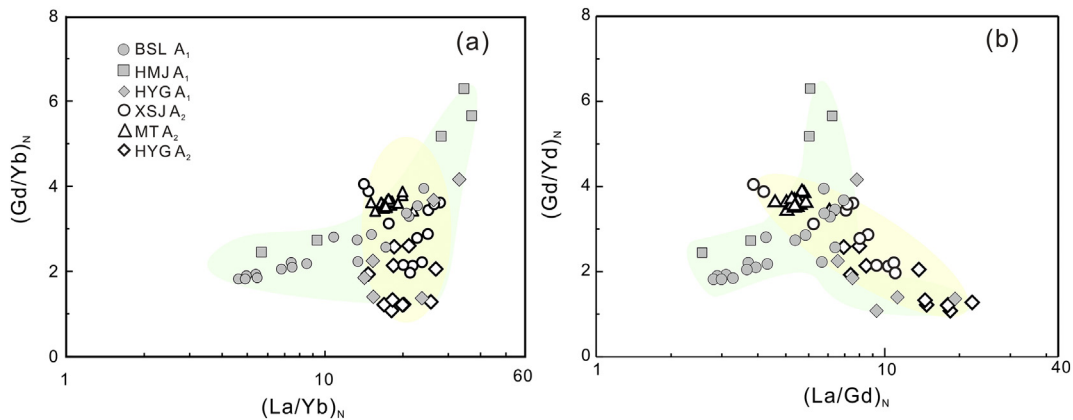 (a)
8
6
4
2
0
(Gd/Yb)N
BSL A1
HMJ A1
HYG A1
XSJ A2
MT A2
HYG A2
1
10
60
(La/Yb)N
(b)
8
6
4
2
0
(Gd/Yd)N
1
10
40
(La/Gd)N